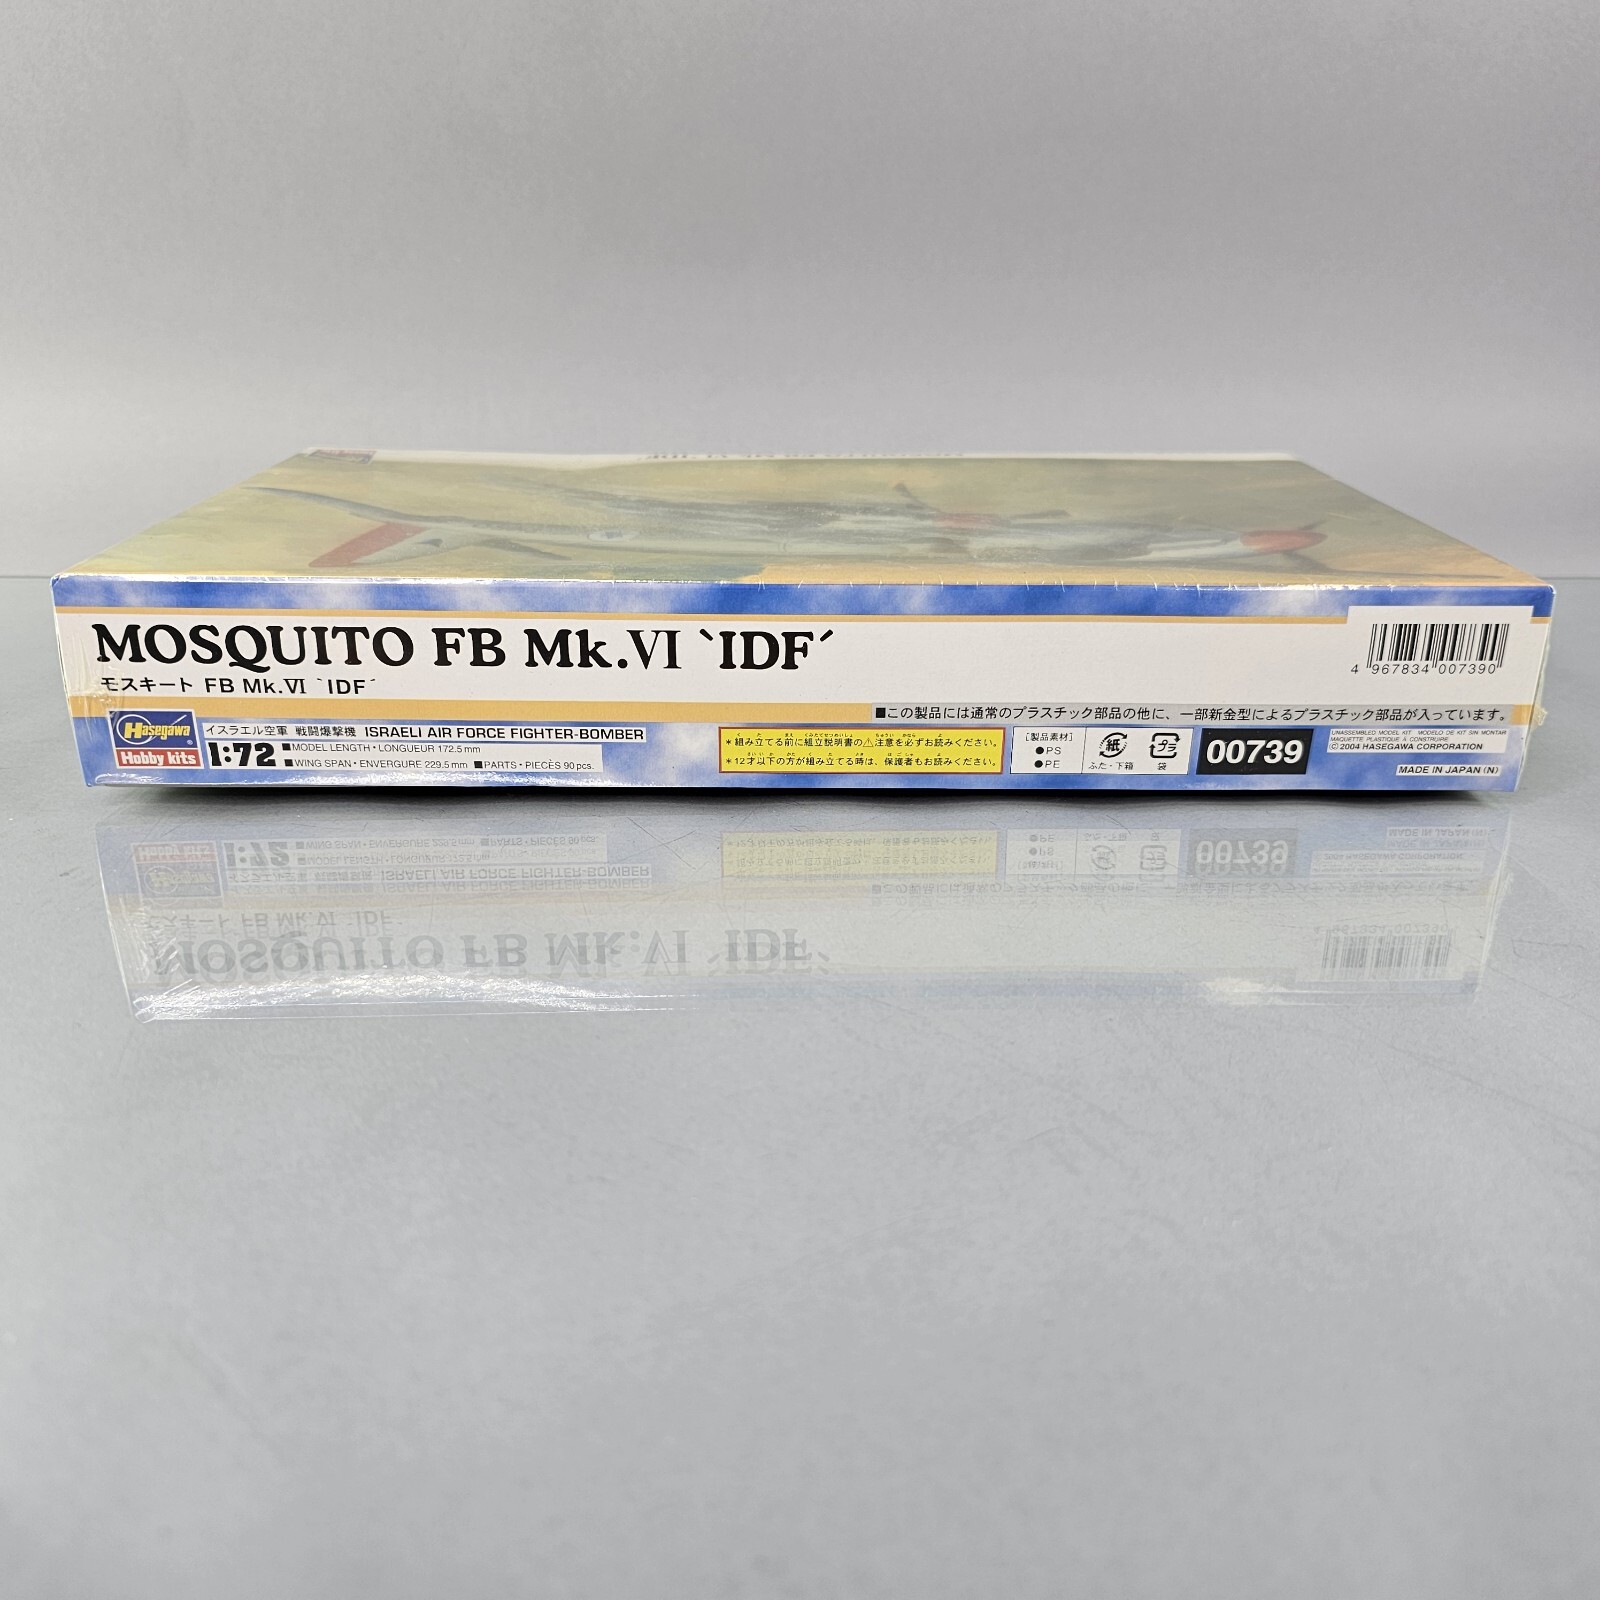 MOSQUITO FB Mk.VI `IDF´
モスキート FB Mk.VI `IDF´
4 967834 007390
■この製品には通常のプラスチック部品の他に、一部新金型によるプラスチック部品が入っています。
Hasegawa
Hobby kits
イスラエル空軍 戦闘爆撃機 ISRAELI AIR FORCE FIGHTER-BOMBER
1:72
■MODEL LENGTH・LONGUEUR 172.5mm
■WING SPAN・ENVERGURE 229.5mm ■PARTS・PIECES 90pcs.
*組み立てる前に組立説明書の⚠注意を必ずお読みください。
*12才以下の方が組み立てる時は、保護者もお読みください。
[製品素材]
●PS
●PE
紙
ふた・下箱
プラ
袋
00739
UNASSEMBLED MODEL KIT MODELO DE KIT SIN MONTAR
MAQUETTE PLASTIQUE À CONSTRUIRE
© 2004 HASEGAWA CORPORATION
MADE IN JAPAN (N)